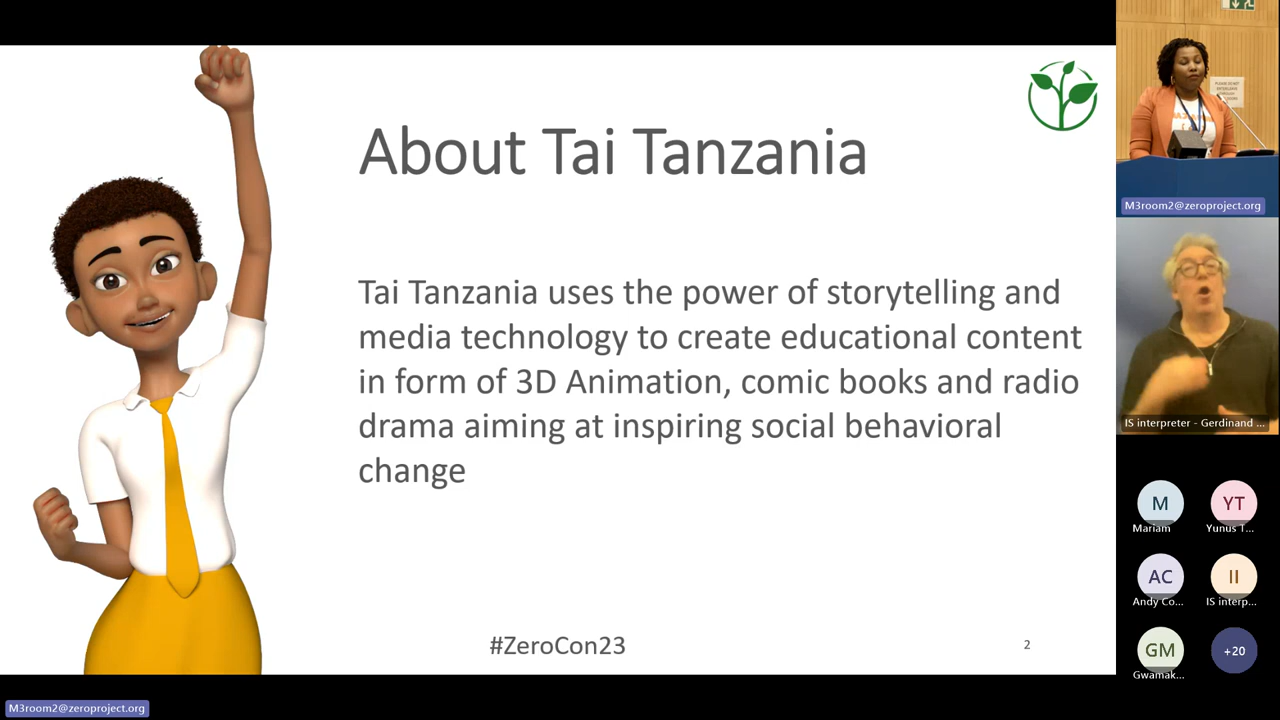 About Tai Tanzania
Tai Tanzania uses the power of storytelling and
media technology to create educational content
in form of 3D Animation, comic books and radio
drama aiming at inspiring social behavioral
change
#ZeroCon23
2
M3room2@zeroproject.org
IS interpreter - Gerdinand ...
M
Mariam
YT
Yunus T...
AC
Andy Co...
II
IS interp...
GM
Gwamak...
+20
M3room2@zeroproject.org